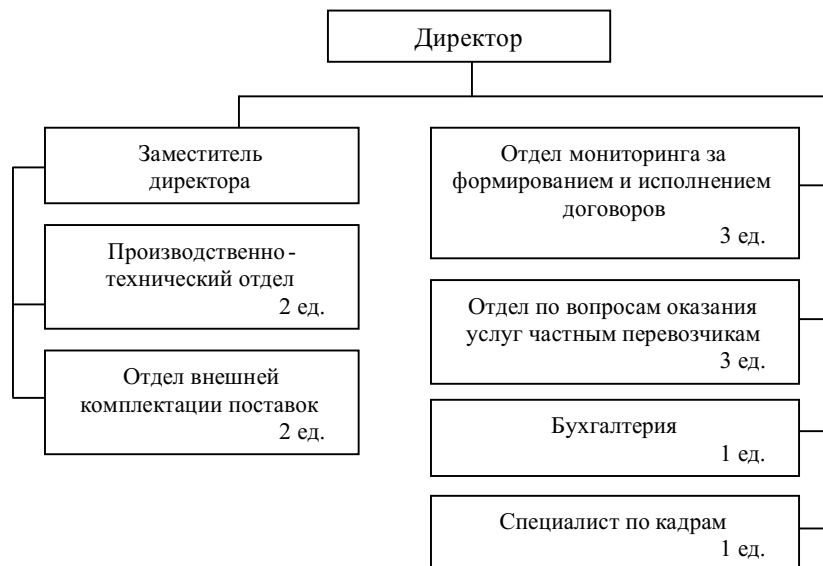 Директор
Заместитель
директора
Производственно-
технический отдел
2 ед.
Отдел внешней
комплектации поставок
2 ед.
Отдел мониторинга за
формированием и исполнением
договоров
3 ед.
Отдел по вопросам оказания
услуг частным перевозчикам
3 ед.
Бухгалтерия
1 ед.
Специалист по кадрам
1 ед.